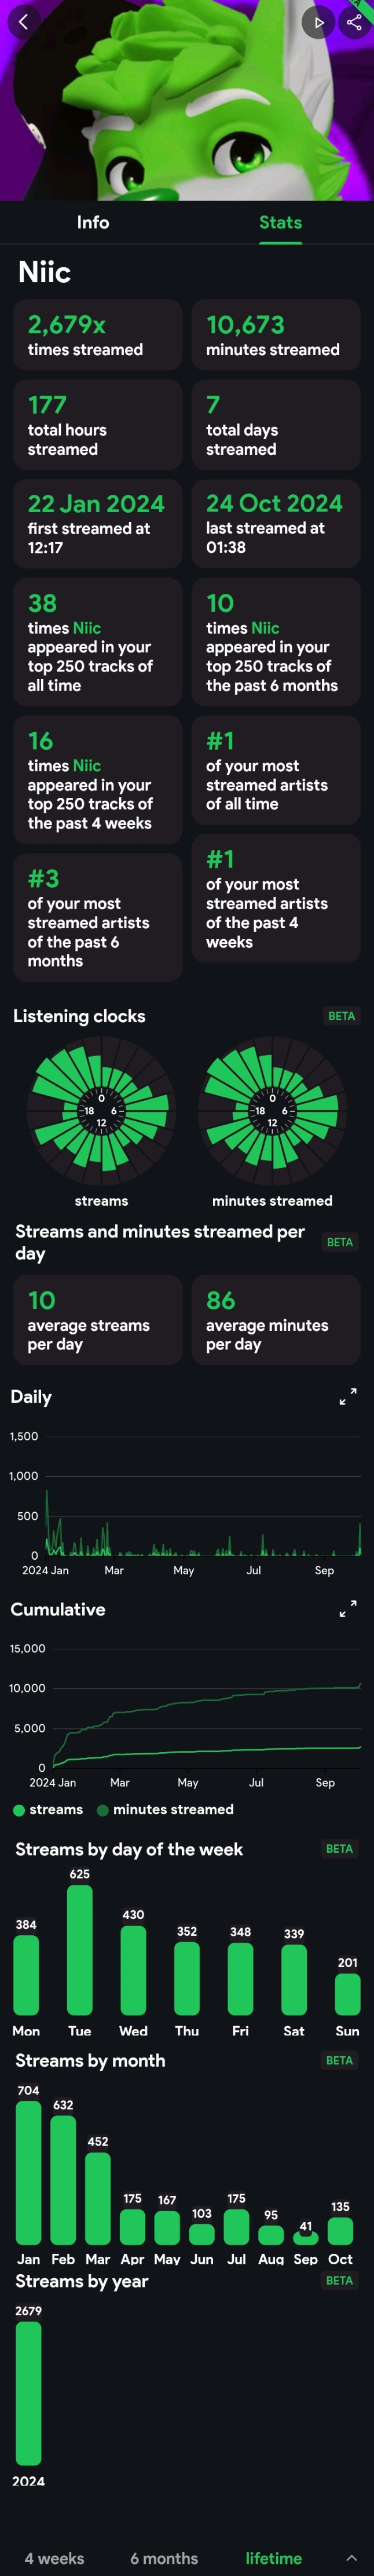 Info Stats
Niic
2,679x
times streamed
10,673
minutes streamed
177
total hours
streamed
7
total days
streamed
22 Jan 2024
first streamed at
12:17
24 Oct 2024
last streamed at
01:38
38
times Niic
appeared in your
top 250 tracks of
all time
10
times Niic
appeared in your
top 250 tracks of
the past 6 months
16
times Niic
appeared in your
top 250 tracks of
the past 4 weeks
#1
of your most
streamed artists
of all time
#3
of your most
streamed artists
of the past 6
months
#1
of your most
streamed artists
of the past 4
weeks
Listening clocks BETA
0
18 6
12
0
18 6
12
streams minutes streamed
Streams and minutes streamed per
day BETA
10
average streams
per day
86
average minutes
per day
Daily
1,500
1,000
500
0
2024 Jan Mar May Jul Sep
Cumulative
15,000
10,000
5,000
0
2024 Jan Mar May Jul Sep
streams minutes streamed
Streams by day of the week BETA
384 625 430 352 348 339 201
Mon Tue Wed Thu Fri Sat Sun
Streams by month BETA
704 632 452 175 167 103 175 95 41 135
Jan Feb Mar Apr May Jun Jul Aug Sep Oct
Streams by year BETA
2679
2024
4 weeks 6 months lifetime